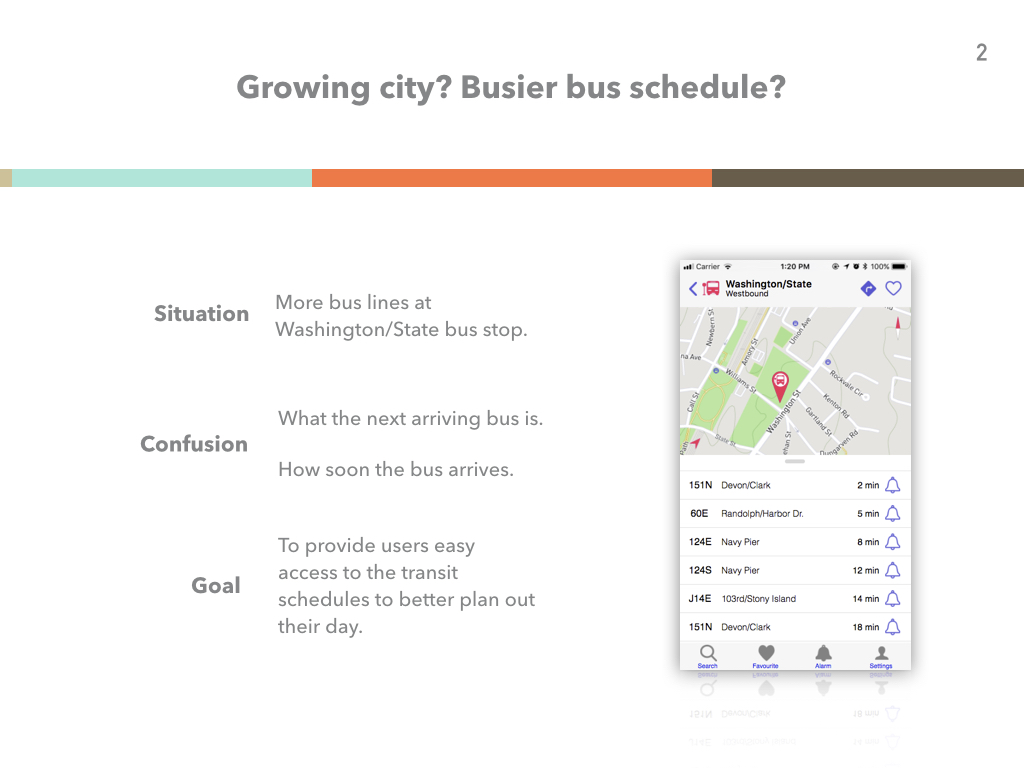 2
Growing city? Busier bus schedule?
Situation
More bus lines at
Washington/State bus stop.
Confusion
What the next arriving bus is.
How soon the bus arrives.
Goal
To provide users easy
access to the transit
schedules to better plan out
their day.
Carrier 1:20 PM 100%
Washington/State
Westbound
Newbern St
Union Ave
Amory St
na Ave
Williams St
Rockvale Cir
Call St
Kenton Rd
Washington St
Gartland St
State St
ehan St
Dungarven Rd
Path
151N Devon/Clark 2 min
60E Randolph/Harbor Dr. 5 min
124E Navy Pier 8 min
124S Navy Pier 12 min
J14E 103rd/Stony Island 14 min
151N Devon/Clark 18 min
Search Favourite Alarm Settings